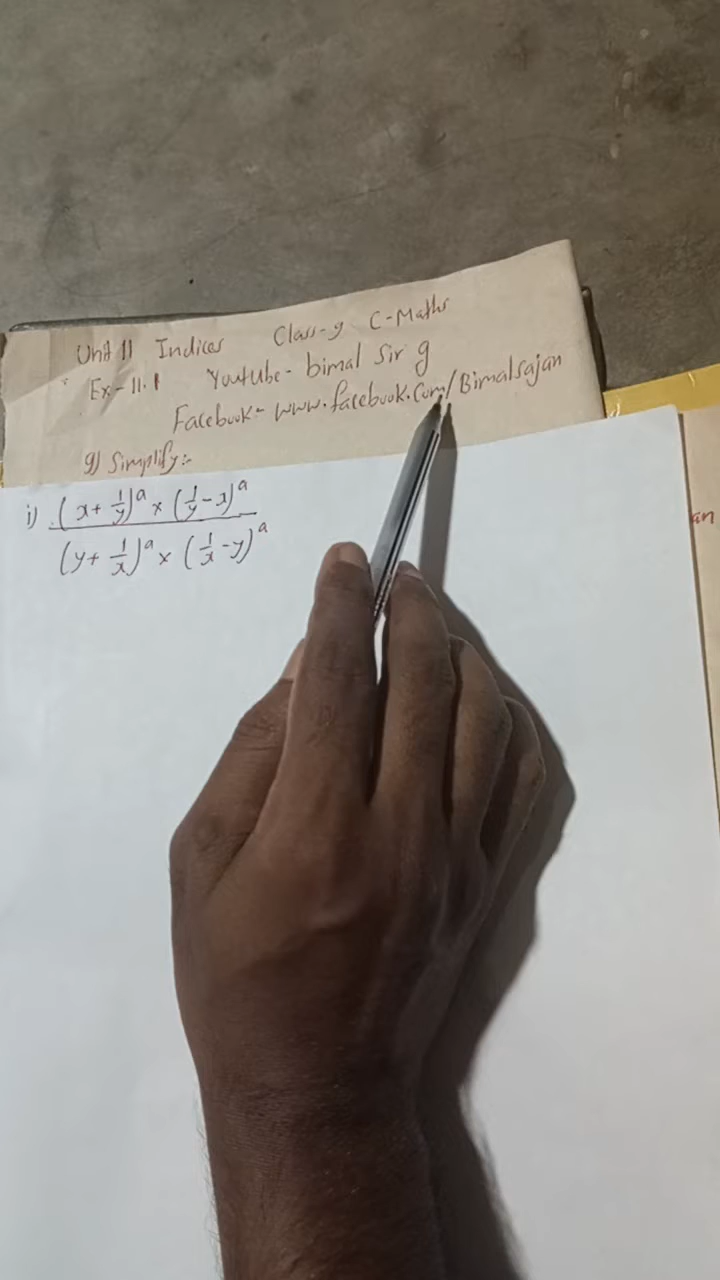 Unit 11 Indices Class-9 C-Maths
Ex-11.1 Youtube- bimal Sir g
Facebook- www.facebook.com/Bimalsajan
g) Simplify:-
i) (x + 1/y)^a × (1/y - x)^a
(y + 1/x)^a × (1/x - y)^a
an